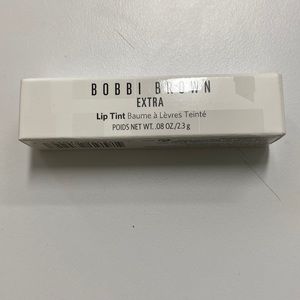 BOBBI BROWN
EXTRA
Lip Tint Baume à Lèvres Teinté
POIDS NET WT. .08 OZ./2.3 g